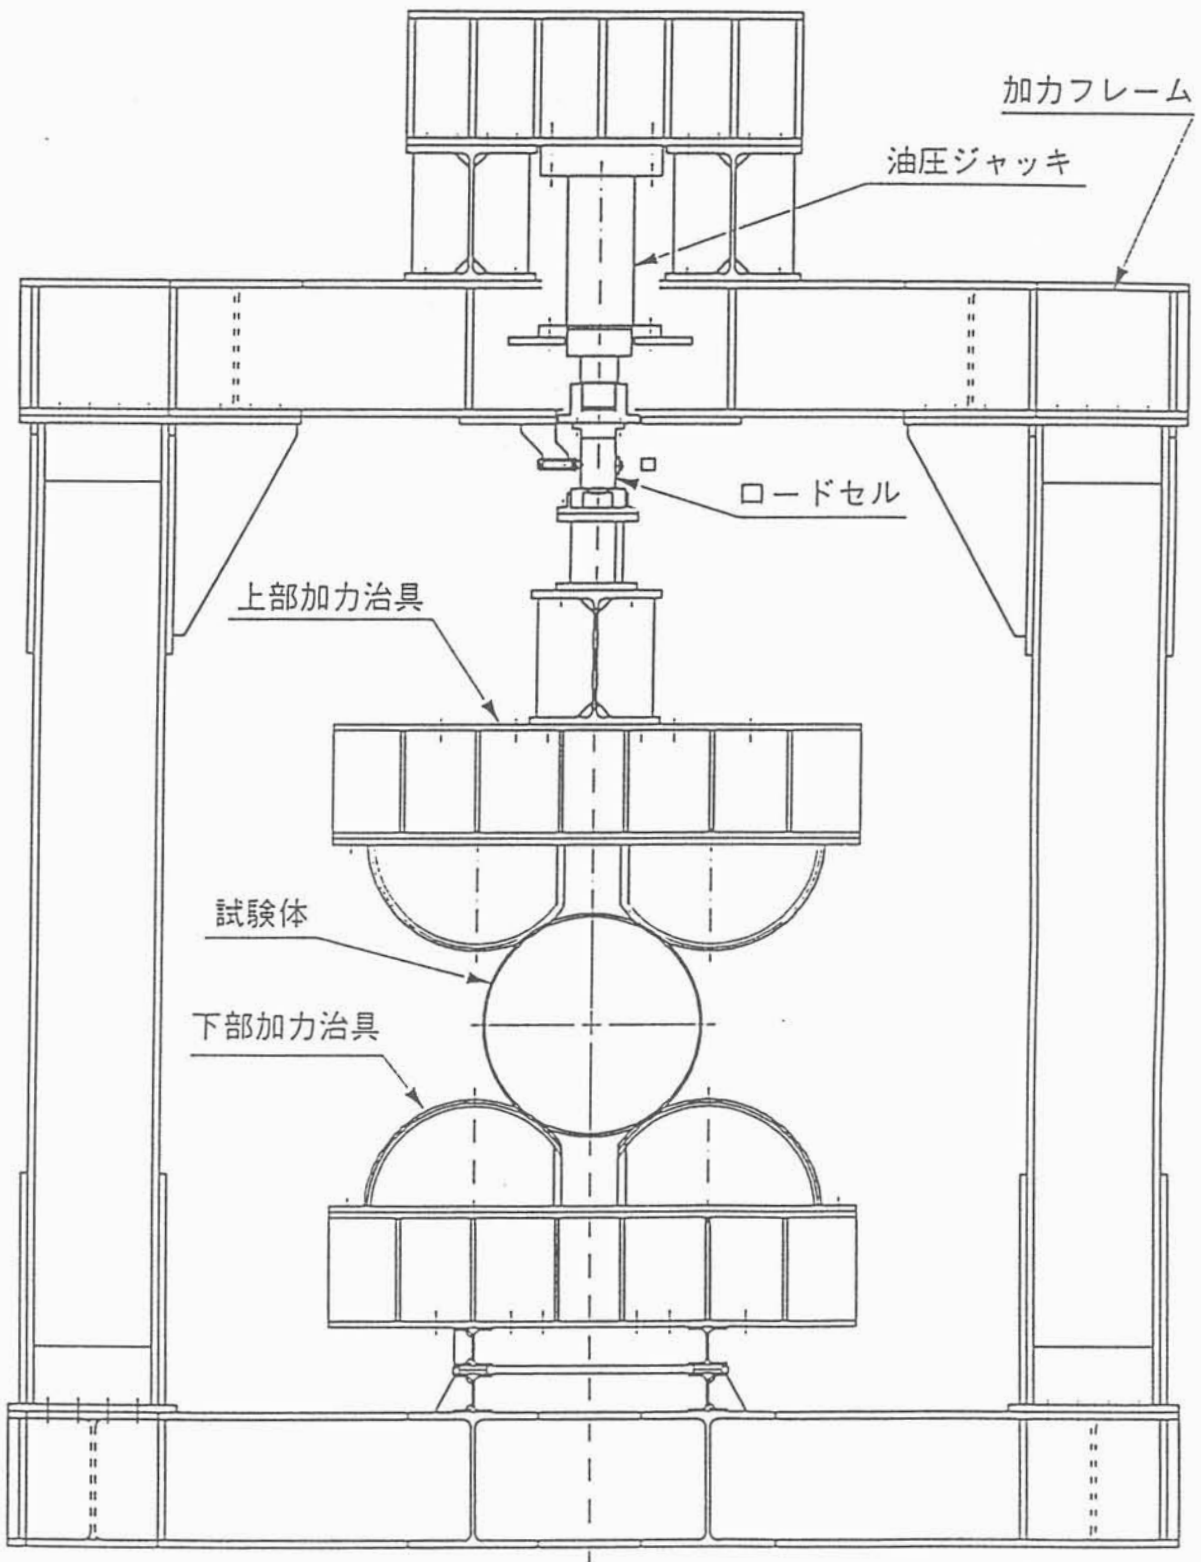 加力フレーム
油圧ジャッキ
ロードセル
上部加力治具
試験体
下部加力治具